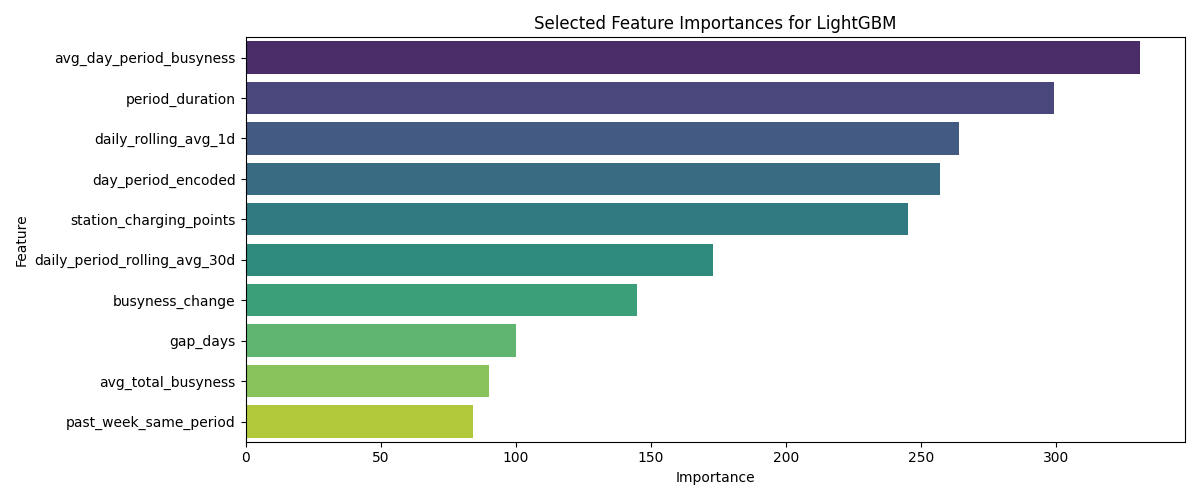 Selected Feature Importances for LightGBM
avg_day_period_busyness
period_duration
daily_rolling_avg_1d
day_period_encoded
station_charging_points
daily_period_rolling_avg_30d
busyness_change
gap_days
avg_total_busyness
past_week_same_period
Feature
0 50 100 150 200 250 300
Importance